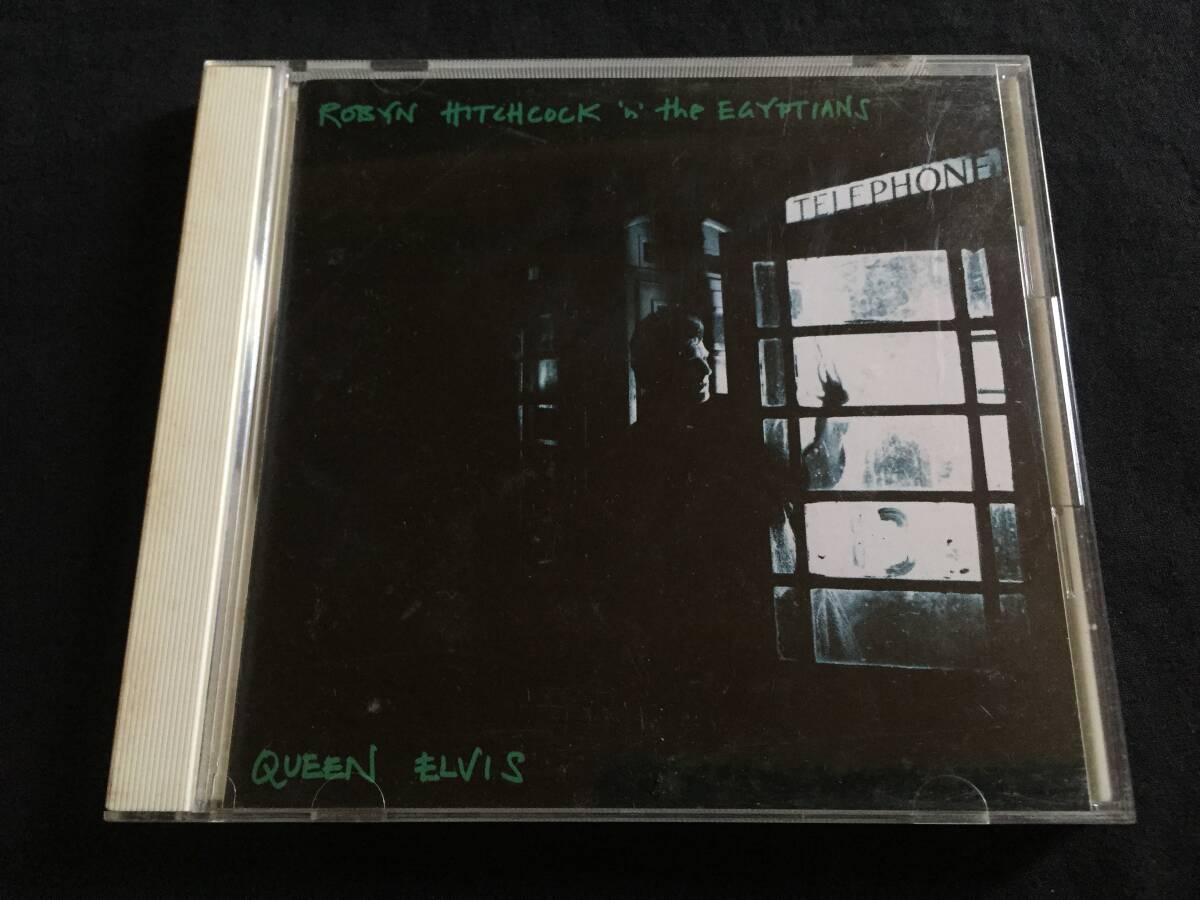 ROBYN HITCHCOCK 'n' the EGYPTIANS
TELEPHONE
QUEEN ELVIS